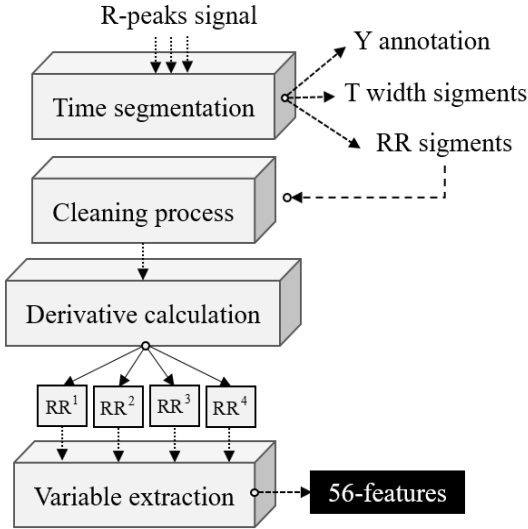 R-peaks signal
Y annotation
Time segmentation
T width sigments
RR sigments
Cleaning process
Derivative calculation
RR¹ RR² RR³ RR⁴
Variable extraction
56-features